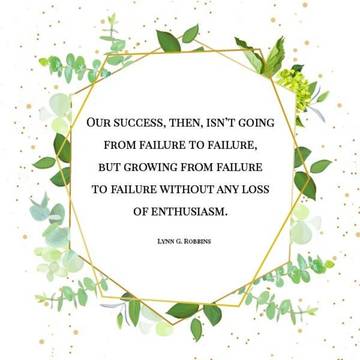 Our success, then, isn't going
from failure to failure,
but growing from failure
to failure without any loss
of enthusiasm.
Lynn G. Robbins